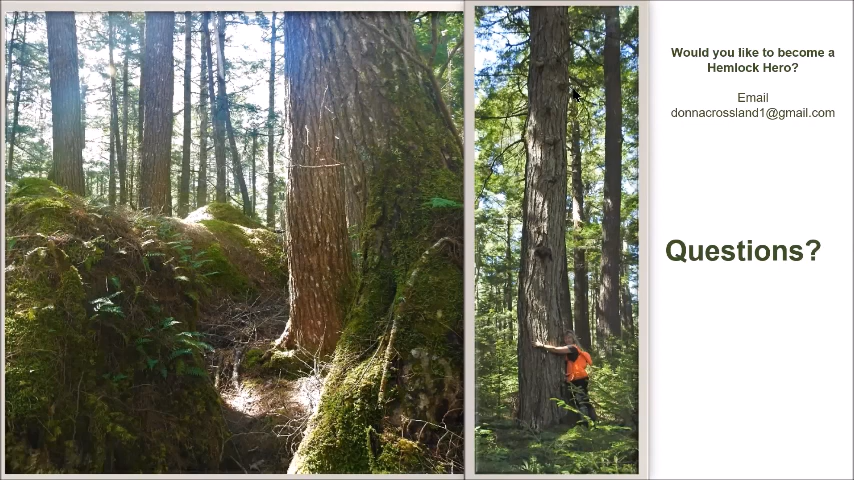 Would you like to become a
Hemlock Hero?
Email
donnacrossland1@gmail.com
Questions?